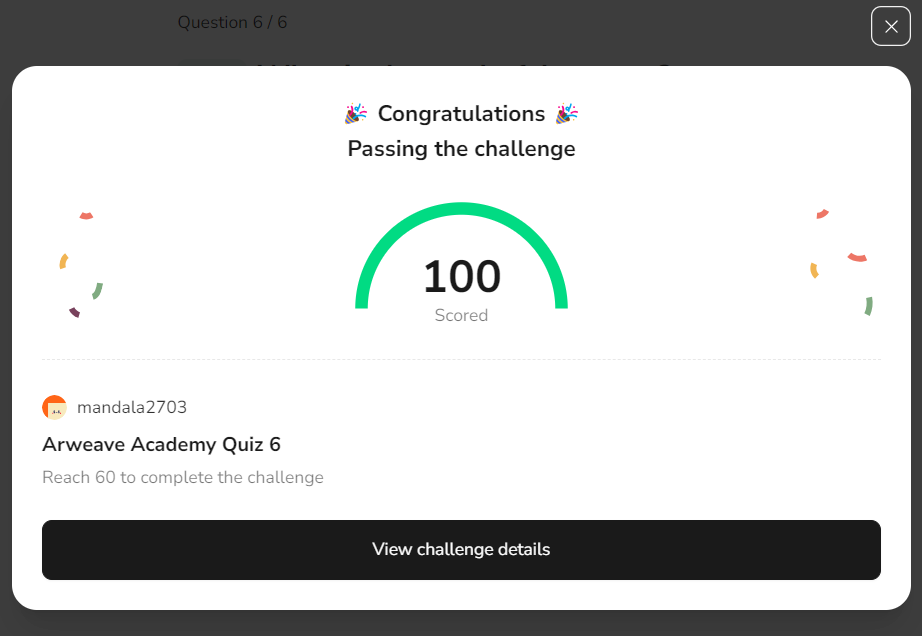 Question 6 / 6
Congratulations
Passing the challenge
100
Scored
mandala2703
Arweave Academy Quiz 6
Reach 60 to complete the challenge
View challenge details